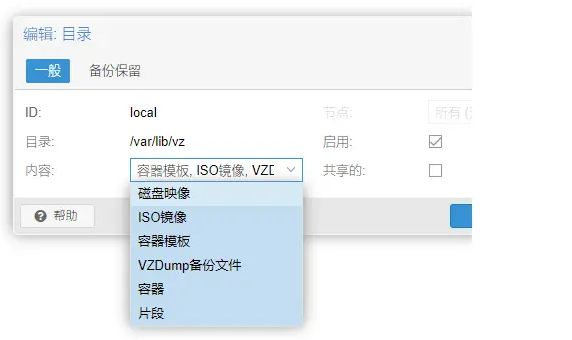 编辑: 目录
一般 备份保留
ID: local 节点: 所有
目录: /var/lib/vz 启用:
内容: 容器模板, ISO镜像, VZD 共享的:
磁盘映像
帮助
ISO镜像
容器模板
VZDump备份文件
容器
片段